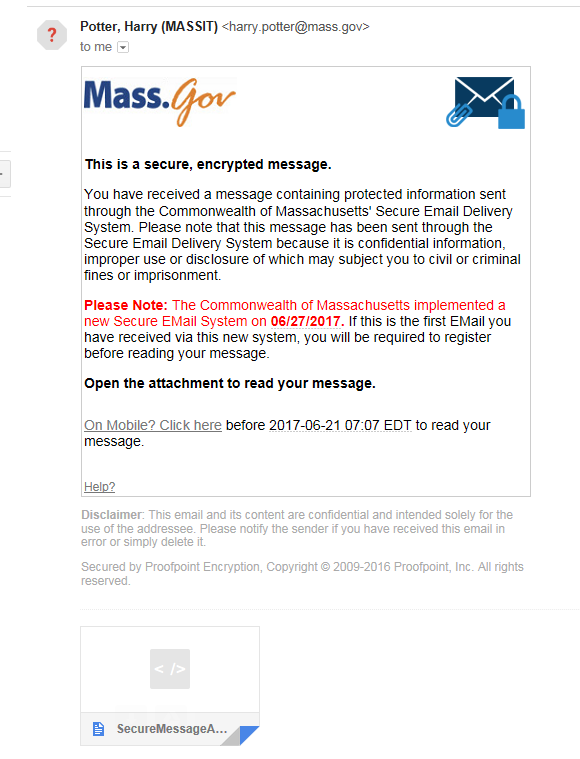 ?
Potter, Harry (MASSIT) <harry.potter@mass.gov>
to me
Mass.Gov
This is a secure, encrypted message.
You have received a message containing protected information sent
through the Commonwealth of Massachusetts' Secure Email Delivery
System. Please note that this message has been sent through the
Secure Email Delivery System because it is confidential information,
improper use or disclosure of which may subject you to civil or criminal
fines or imprisonment.
Please Note: The Commonwealth of Massachusetts implemented a
new Secure EMail System on 06/27/2017. If this is the first EMail you
have received via this new system, you will be required to register
before reading your message.
Open the attachment to read your message.
On Mobile? Click here before 2017-06-21 07:07 EDT to read your
message.
Help?
Disclaimer: This email and its content are confidential and intended solely for the
use of the addressee. Please notify the sender if you have received this email in
error or simply delete it.
Secured by Proofpoint Encryption, Copyright © 2009-2016 Proofpoint, Inc. All rights
reserved.
< />
SecureMessageA...